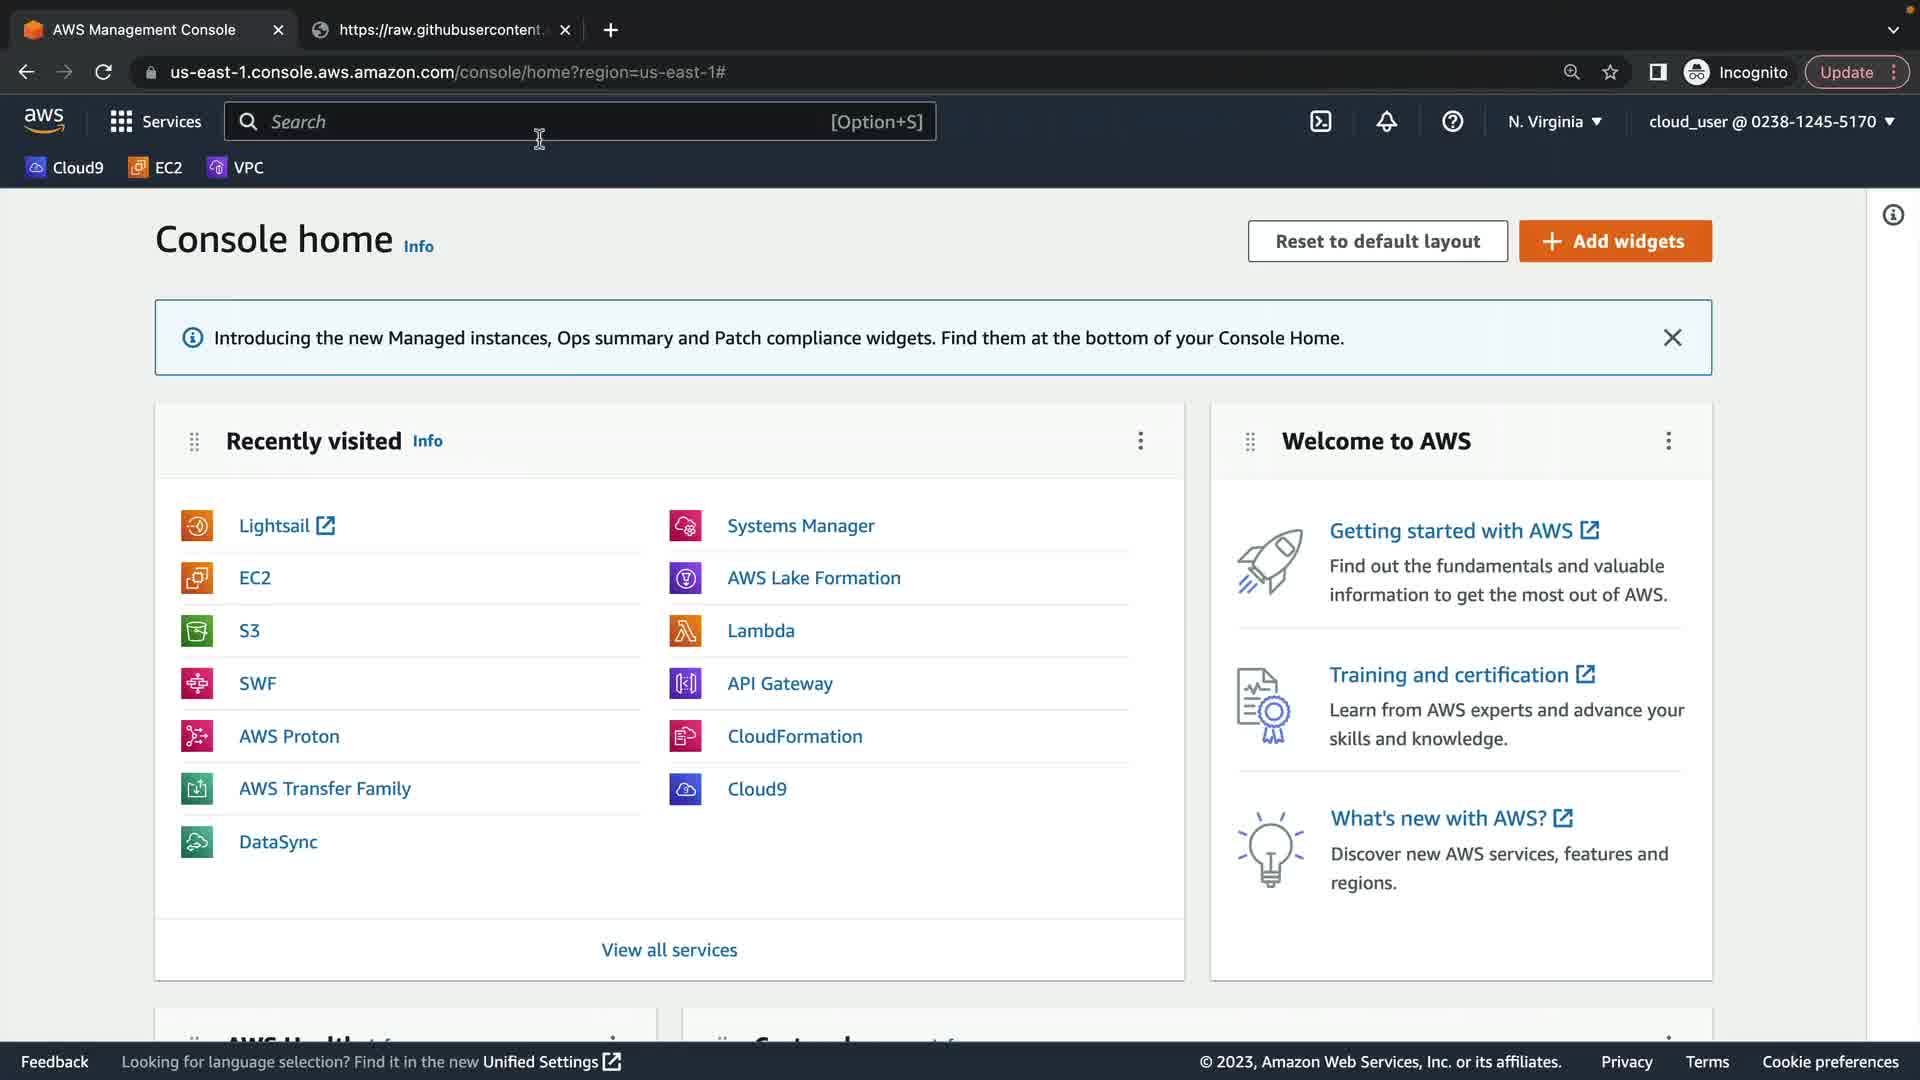 AWS Management Console
https://raw.githubusercontent.
us-east-1.console.aws.amazon.com/console/home?region=us-east-1#
Incognito
Update
aws
Services
Search
[Option+S]
N. Virginia
cloud_user @ 0238-1245-5170
Cloud9
EC2
VPC
Console home Info
Reset to default layout
Add widgets
Introducing the new Managed instances, Ops summary and Patch compliance widgets. Find them at the bottom of your Console Home.
Recently visited Info
Lightsail
EC2
S3
SWF
AWS Proton
AWS Transfer Family
DataSync
Systems Manager
AWS Lake Formation
Lambda
API Gateway
CloudFormation
Cloud9
View all services
Welcome to AWS
Getting started with AWS
Find out the fundamentals and valuable
information to get the most out of AWS.
Training and certification
Learn from AWS experts and advance your
skills and knowledge.
What's new with AWS?
Discover new AWS services, features and
regions.
AWS Health
Feedback
Looking for language selection? Find it in the new Unified Settings
© 2023, Amazon Web Services, Inc. or its affiliates.
Privacy
Terms
Cookie preferences